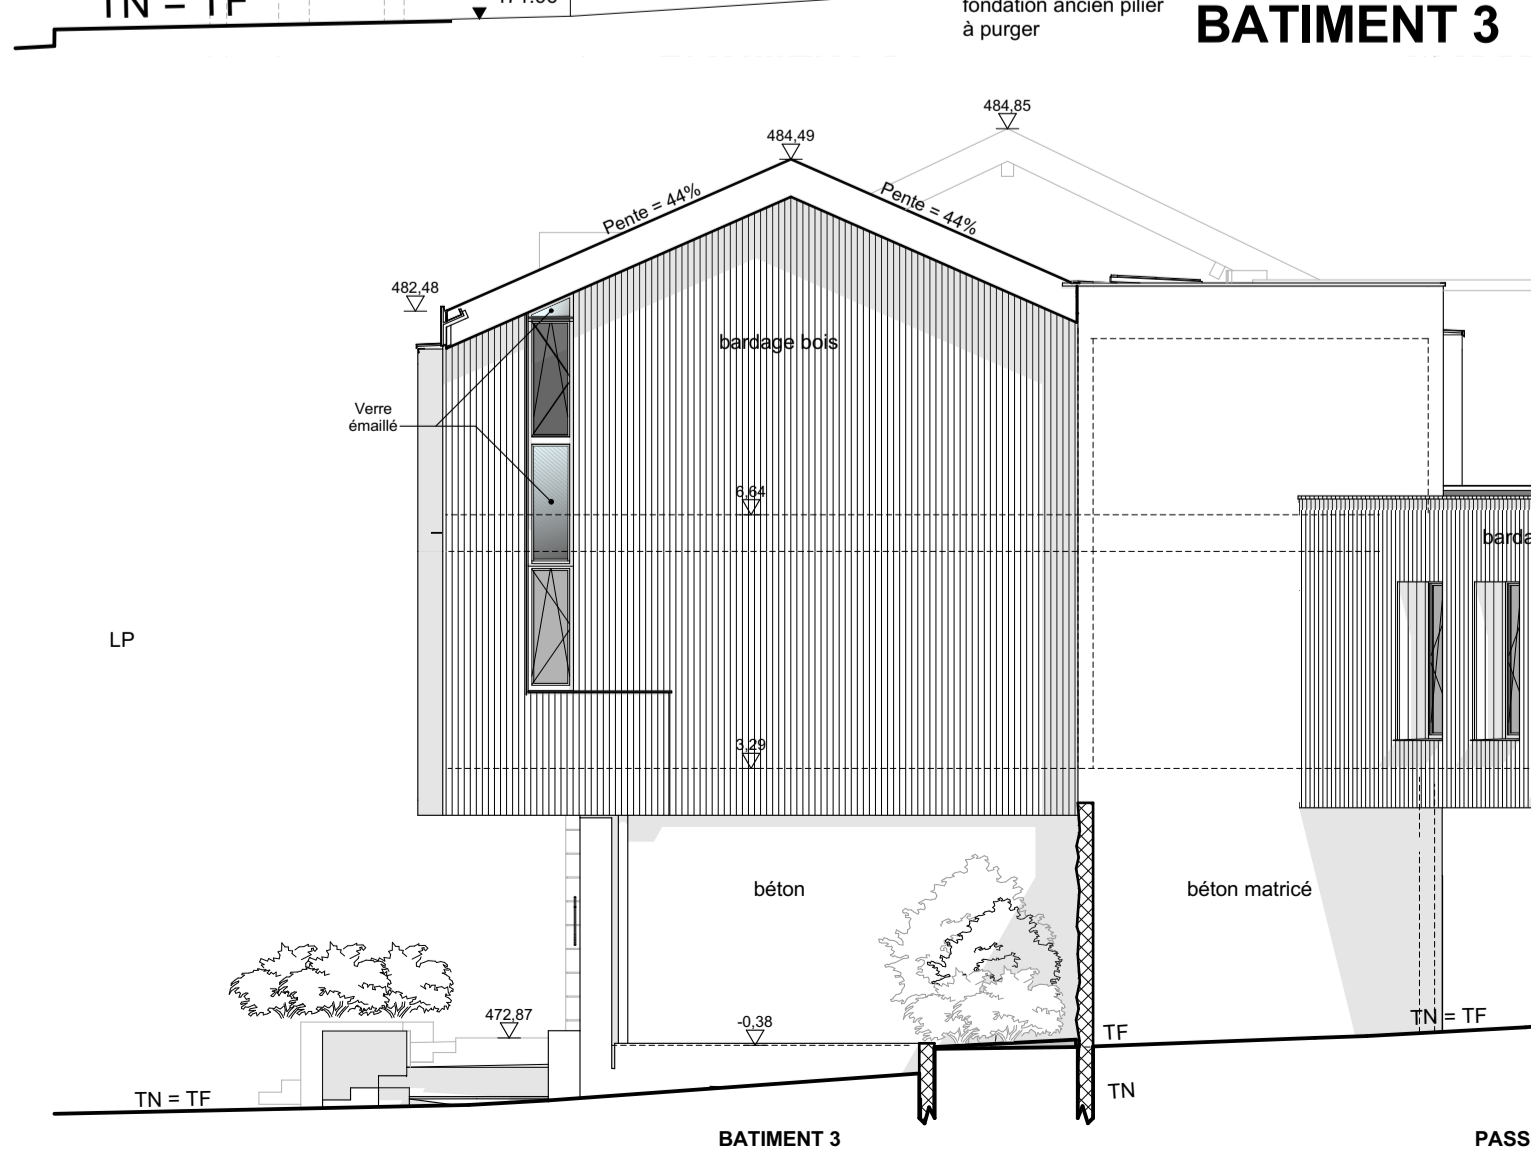 TN = TF
fondation ancien pilier
à purger
BATIMENT 3
484,85
484,49
Pente = 44%
Pente = 44%
482,48
bardage bois
Verre
émaillé
6,64
LP
3,29
béton
béton matricé
472,87
-0,38
TF
TN = TF
TN = TF
TN
BATIMENT 3